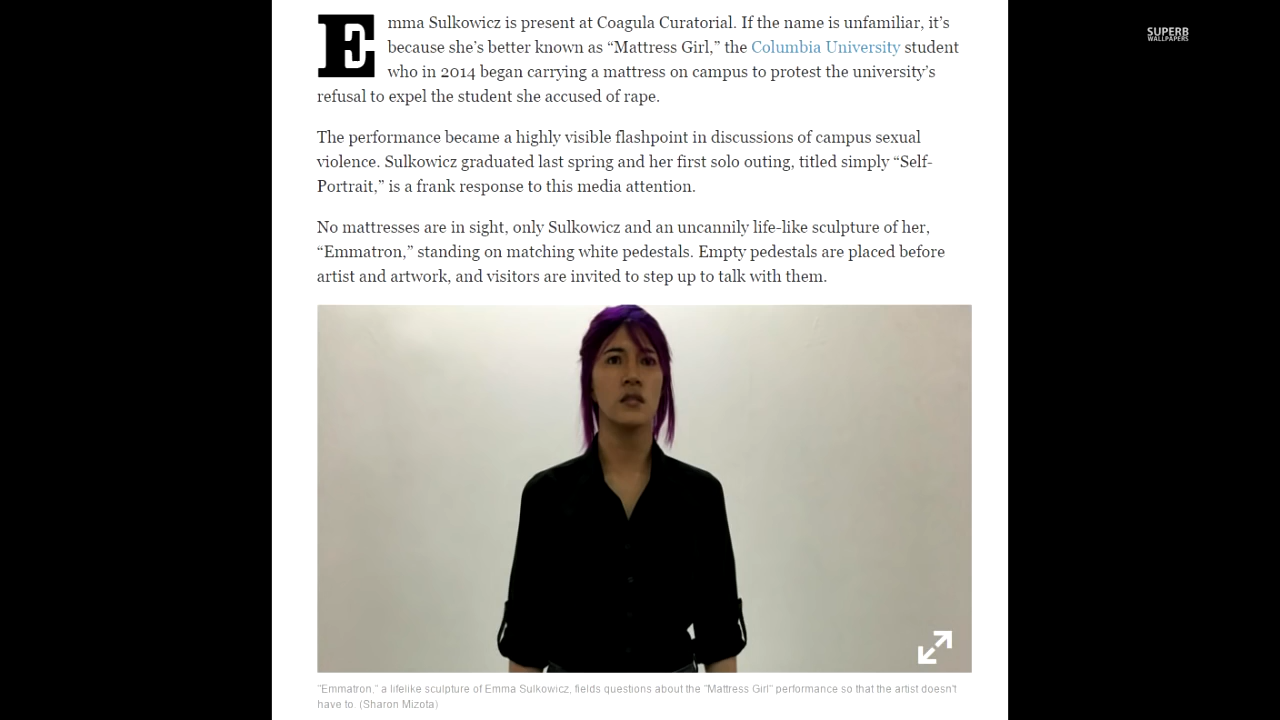 Emma Sulkowicz is present at Coagula Curatorial. If the name is unfamiliar, it’s
because she’s better known as “Mattress Girl,” the Columbia University student
who in 2014 began carrying a mattress on campus to protest the university’s
refusal to expel the student she accused of rape.
The performance became a highly visible flashpoint in discussions of campus sexual
violence. Sulkowicz graduated last spring and her first solo outing, titled simply “Self-
Portrait,” is a frank response to this media attention.
No mattresses are in sight, only Sulkowicz and an uncannily life-like sculpture of her,
“Emmatron,” standing on matching white pedestals. Empty pedestals are placed before
artist and artwork, and visitors are invited to step up to talk with them.
"Emmatron," a lifelike sculpture of Emma Sulkowicz, fields questions about the "Mattress Girl" performance so that the artist doesn't
have to. (Sharon Mizota)
SUPERB
WALLPAPERS